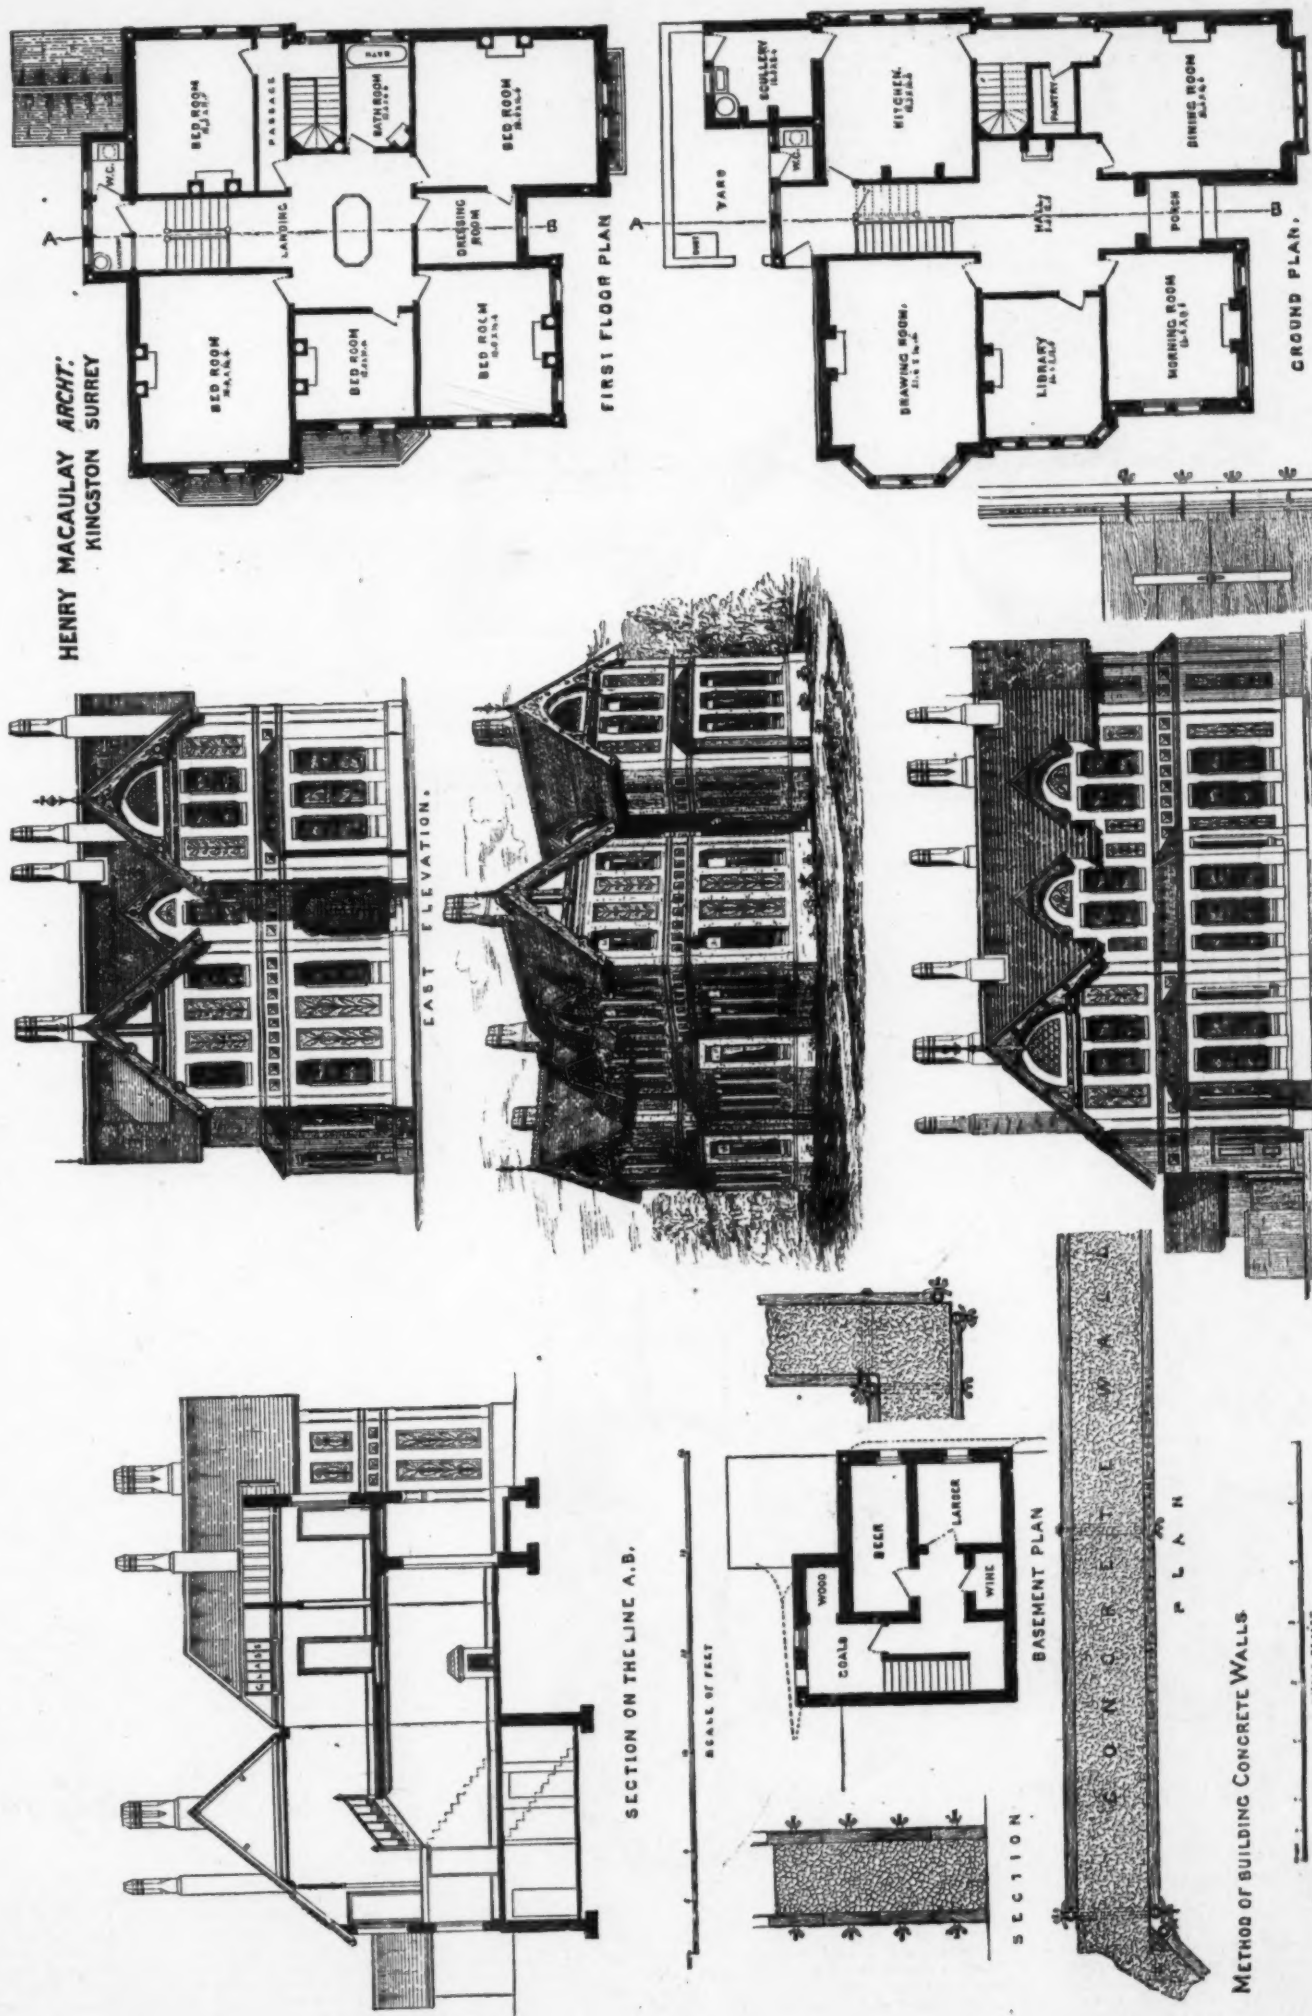 HENRY MACAULAY ARCHT:
KINGSTON SURREY
BED ROOM
PASSAGE
BATH
BATH ROOM
BED ROOM
W.C.
LANDING
DRESSING ROOM
A
B
BED ROOM
BED ROOM
BED ROOM
FIRST FLOOR PLAN
SCULLERY
KITCHEN.
PANTRY
DINING ROOM
YARD
W.C.
DUST
HALL
PORCH
A
B
DRAWING ROOM.
LIBRARY
MORNING ROOM
GROUND PLAN.
EAST ELEVATION.
GLASS
SECTION ON THE LINE A.B.
SCALE OF FEET
WOOD
COALS
BEER
LARDER
WINE
BASEMENT PLAN
SECTION
CONCRETE WALL
PLAN
METHOD OF BUILDING CONCRETE WALLS.